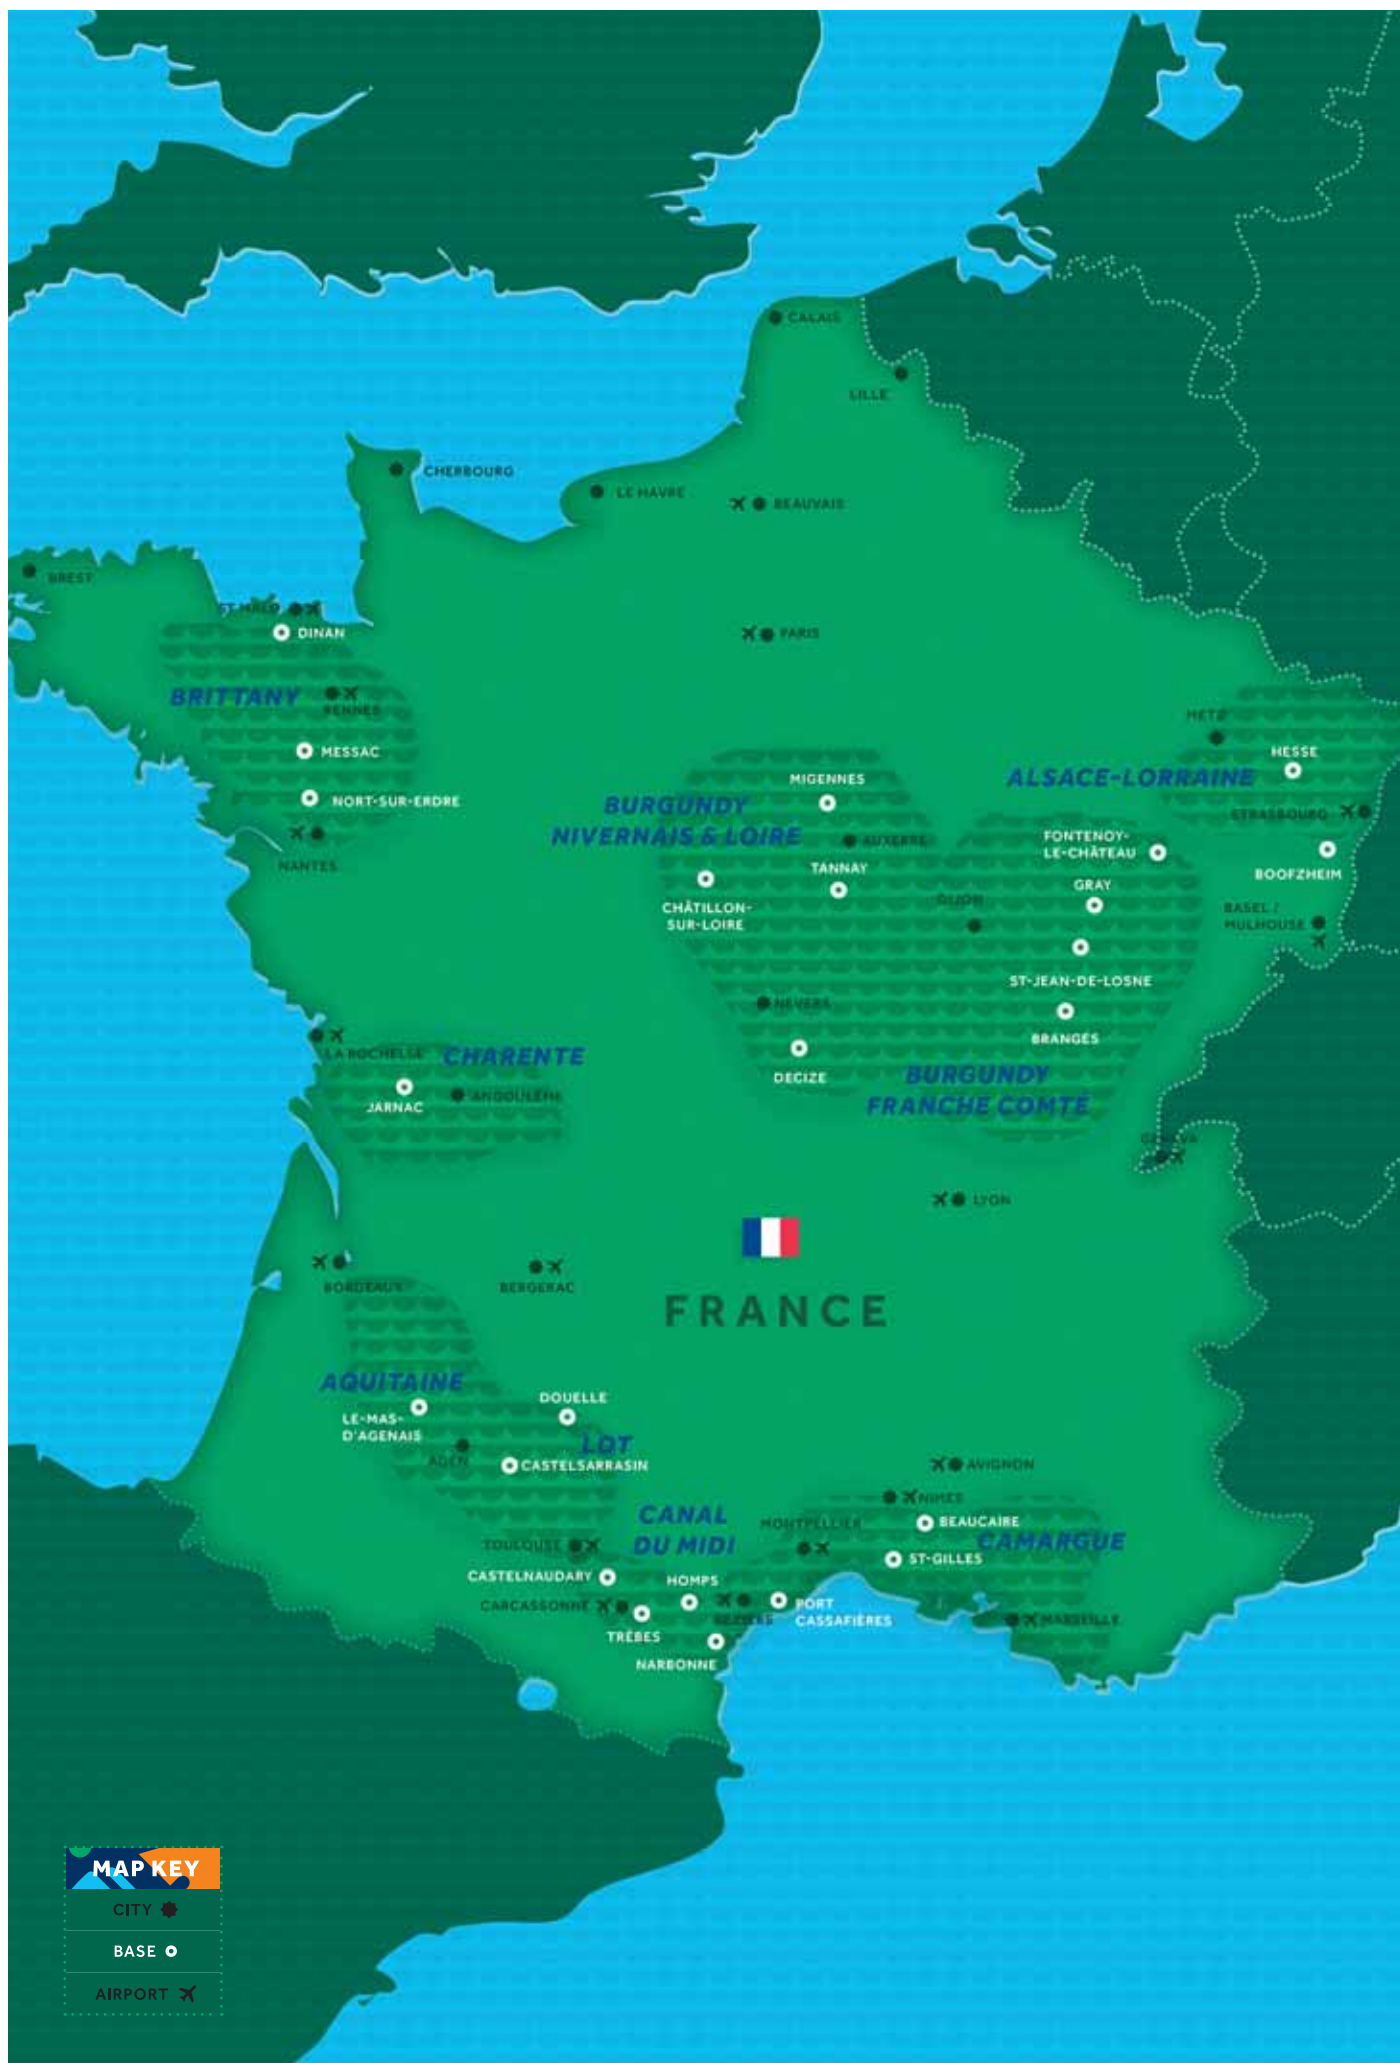 CALAIS
LILLE
CHERBOURG
LE HAVRE
BEAUVAIS
BREST
ST MALO
DINAN
PARIS
BRITTANY
RENNES
METZ
MESSAC
HESSE
MIGENNES
ALSACE-LORRAINE
NORT-SUR-ERDRE
BURGUNDY
NIVERNAIS & LOIRE
STRASBOURG
NANTES
AUXERRE
FONTENOY-
LE-CHÂTEAU
TANNAY
BOOFZHEIM
GRAY
CHÂTILLON-
SUR-LOIRE
DIJON
BASEL /
MULHOUSE
ST-JEAN-DE-LOSNE
NEVERS
BRANGES
LA ROCHELLE
CHARENTE
DECIZE
BURGUNDY
FRANCHE COMTÉ
ANGOULÊME
JARNAC
GENEVA
LYON
BORDEAUX
BERGERAC
FRANCE
AQUITAINE
DOUELLE
LE-MAS-
D'AGENAIS
LOT
AGEN
CASTELSARRASIN
AVIGNON
NIMES
CANAL
DU MIDI
MONTPELLIER
BEAUCAIRE
CAMARGUE
TOULOUSE
ST-GILLES
CASTELNAUDARY
HOMPS
CARCASSONNE
BEZIERS
PORT
CASSAFIÈRES
MARSEILLE
TRÈBES
NARBONNE
MAP KEY
CITY
BASE
AIRPORT